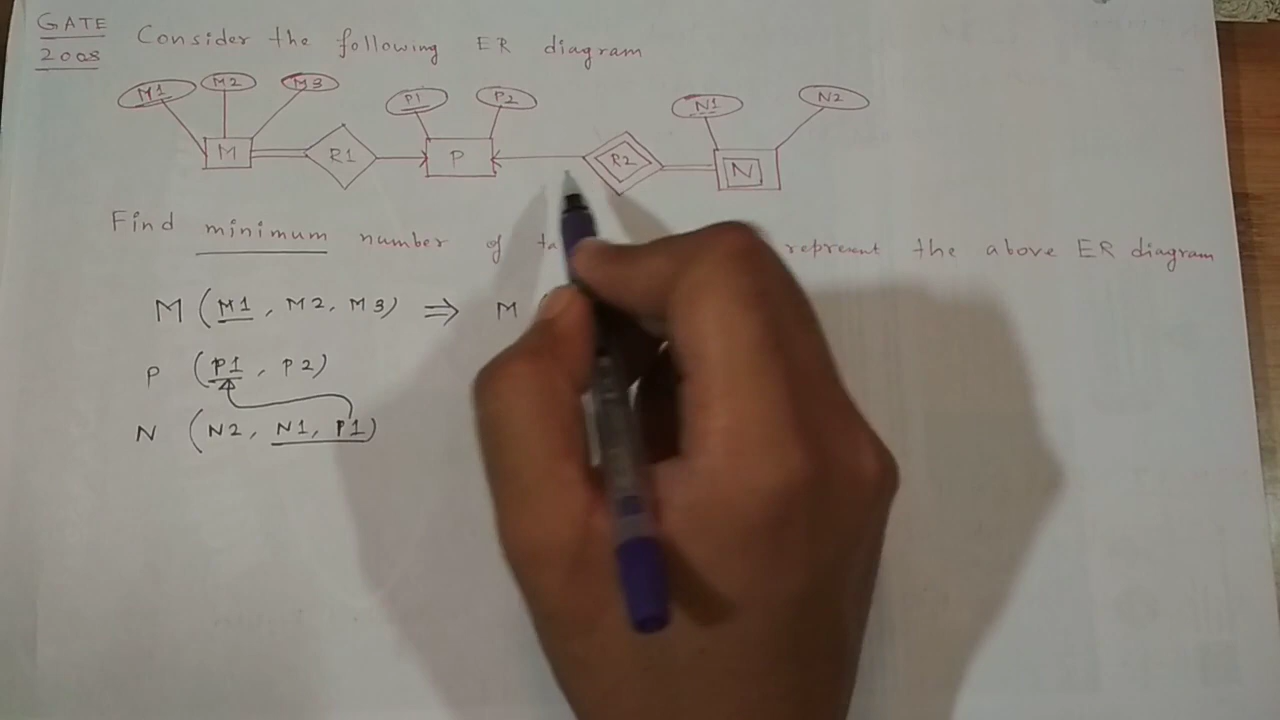 GATE
2008
Consider the following ER diagram
M1 M2 M3 P1 P2 N1 N2
M R1 P R2 N
Find minimum number of represent the above ER diagram
M (M1, M2, M3) ⇒ M (
P (P1, P2)
N (N2, N1, P1)